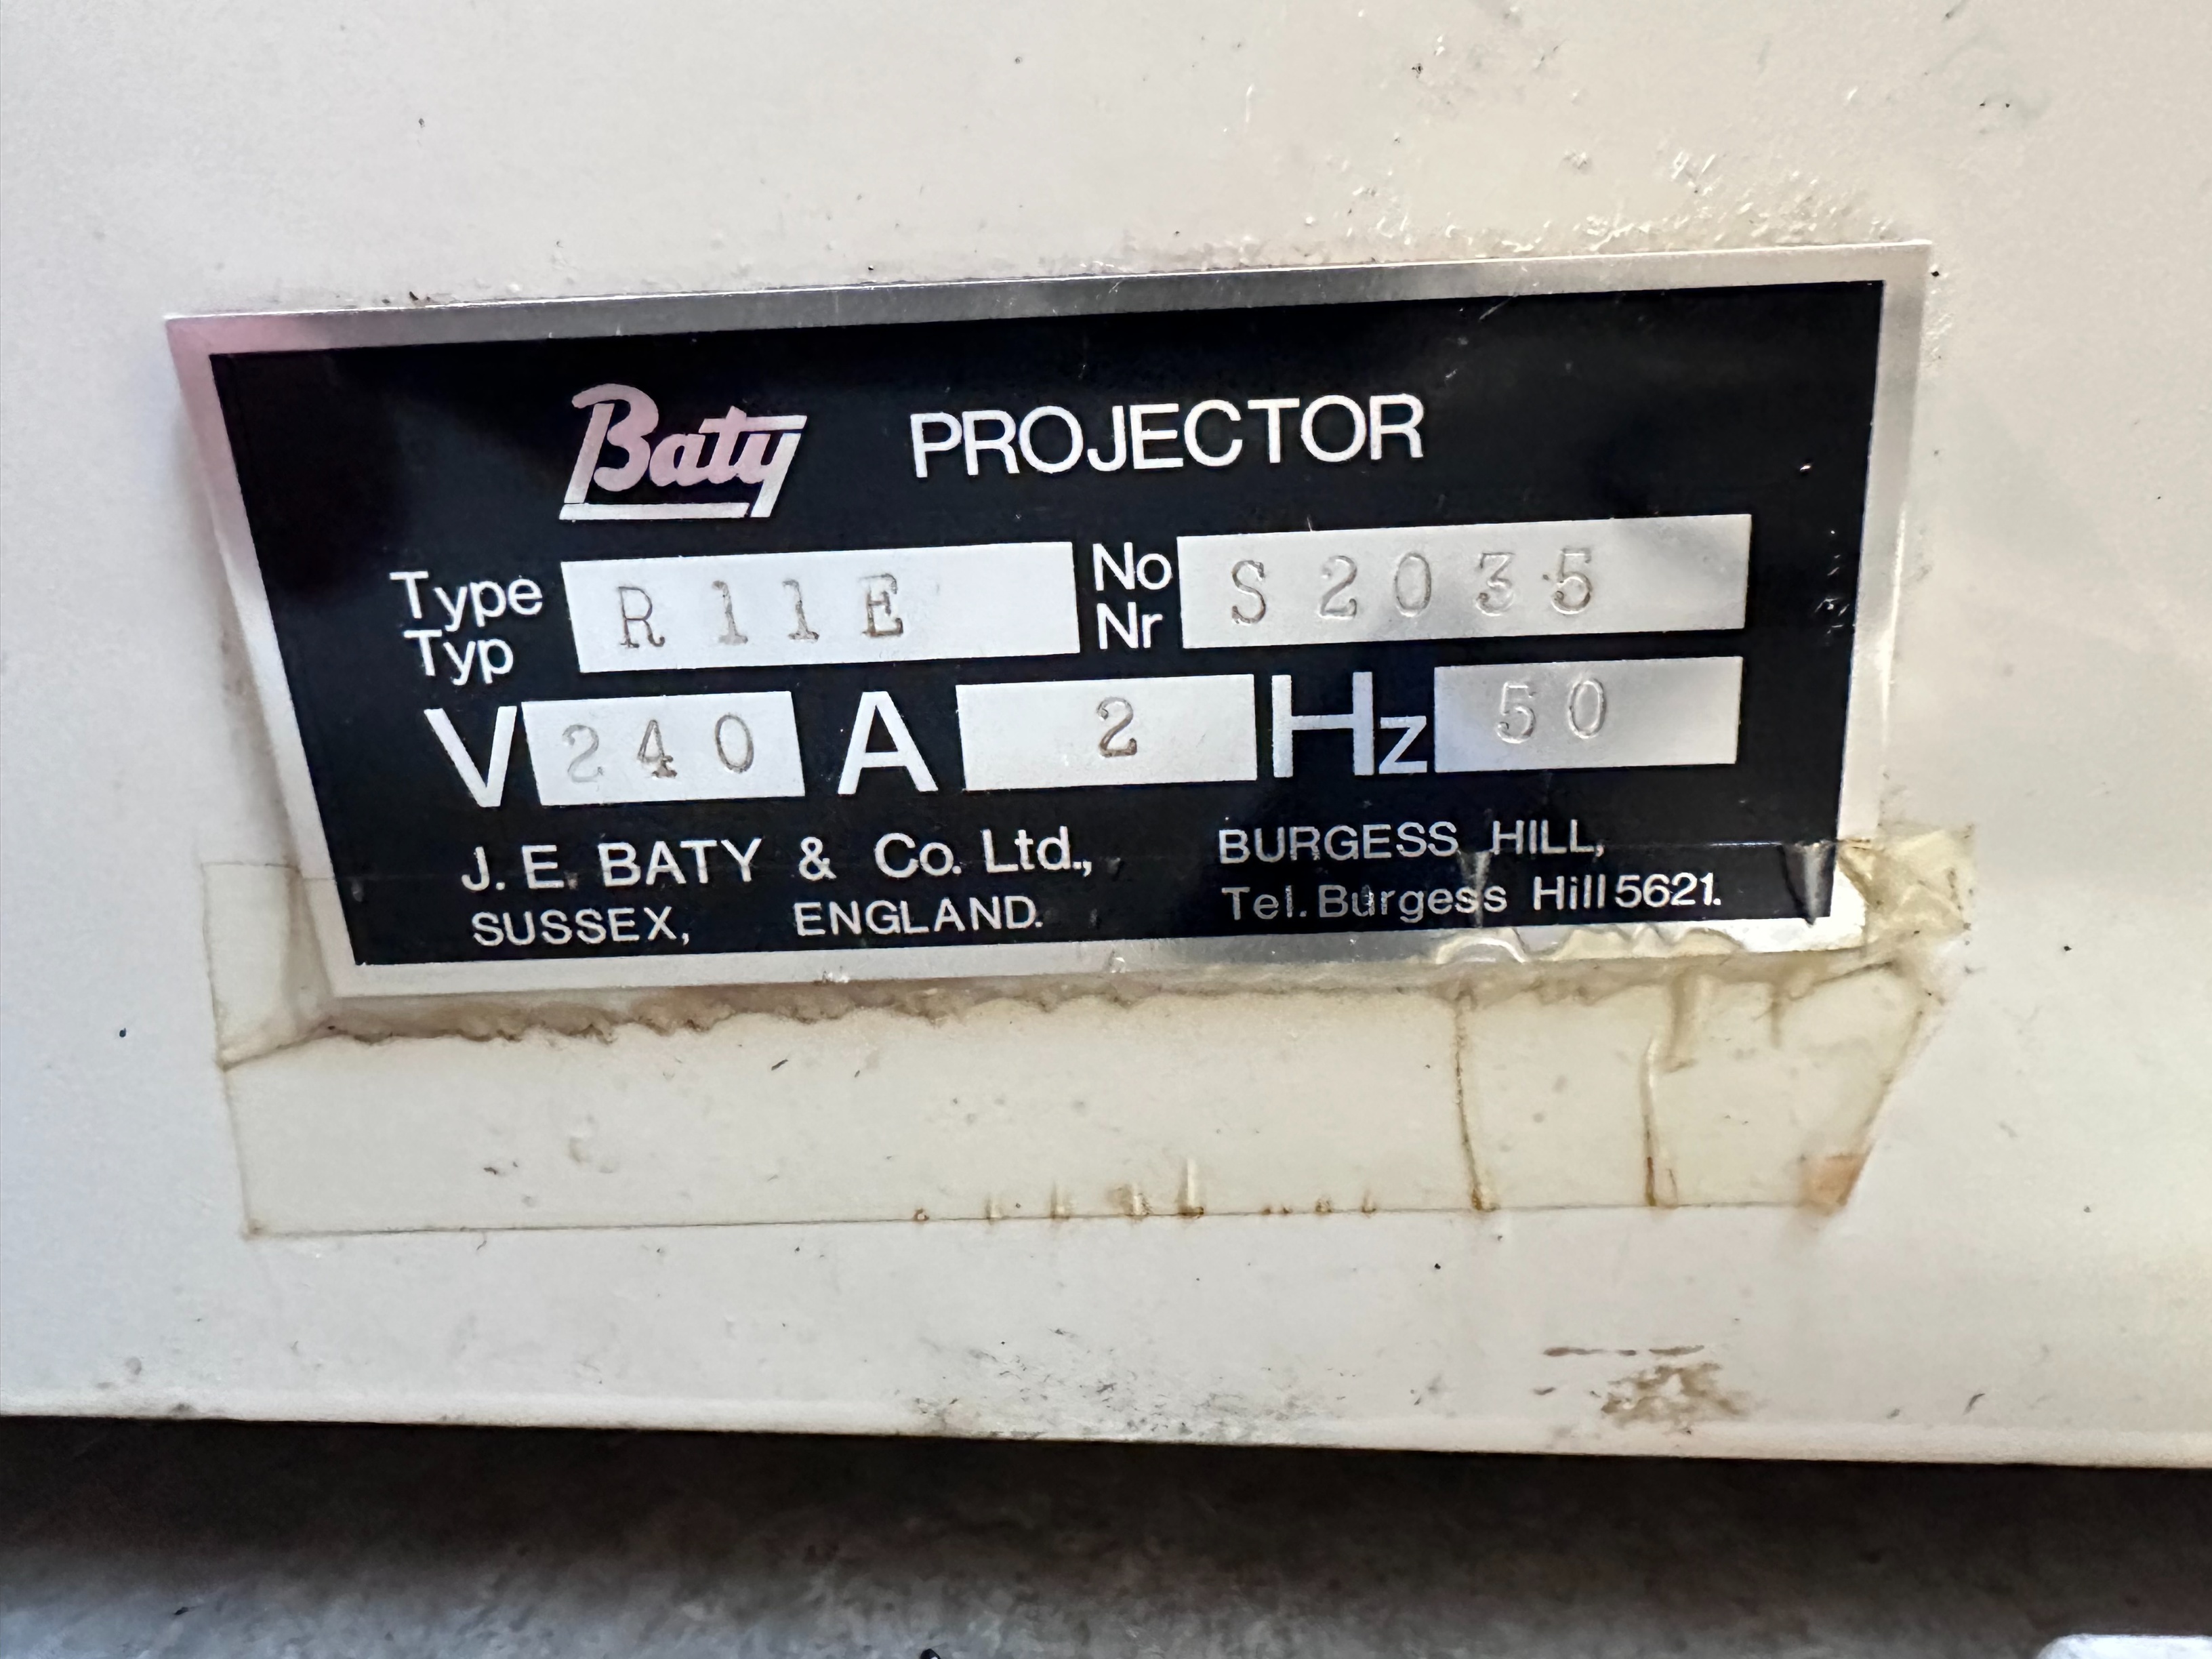 Baty PROJECTOR
Type R11E No S2035
Typ Nr
V 240 A 2 Hz 50
J. E. BATY & Co. Ltd., BURGESS HILL,
SUSSEX, ENGLAND. Tel. Burgess Hill 5621.